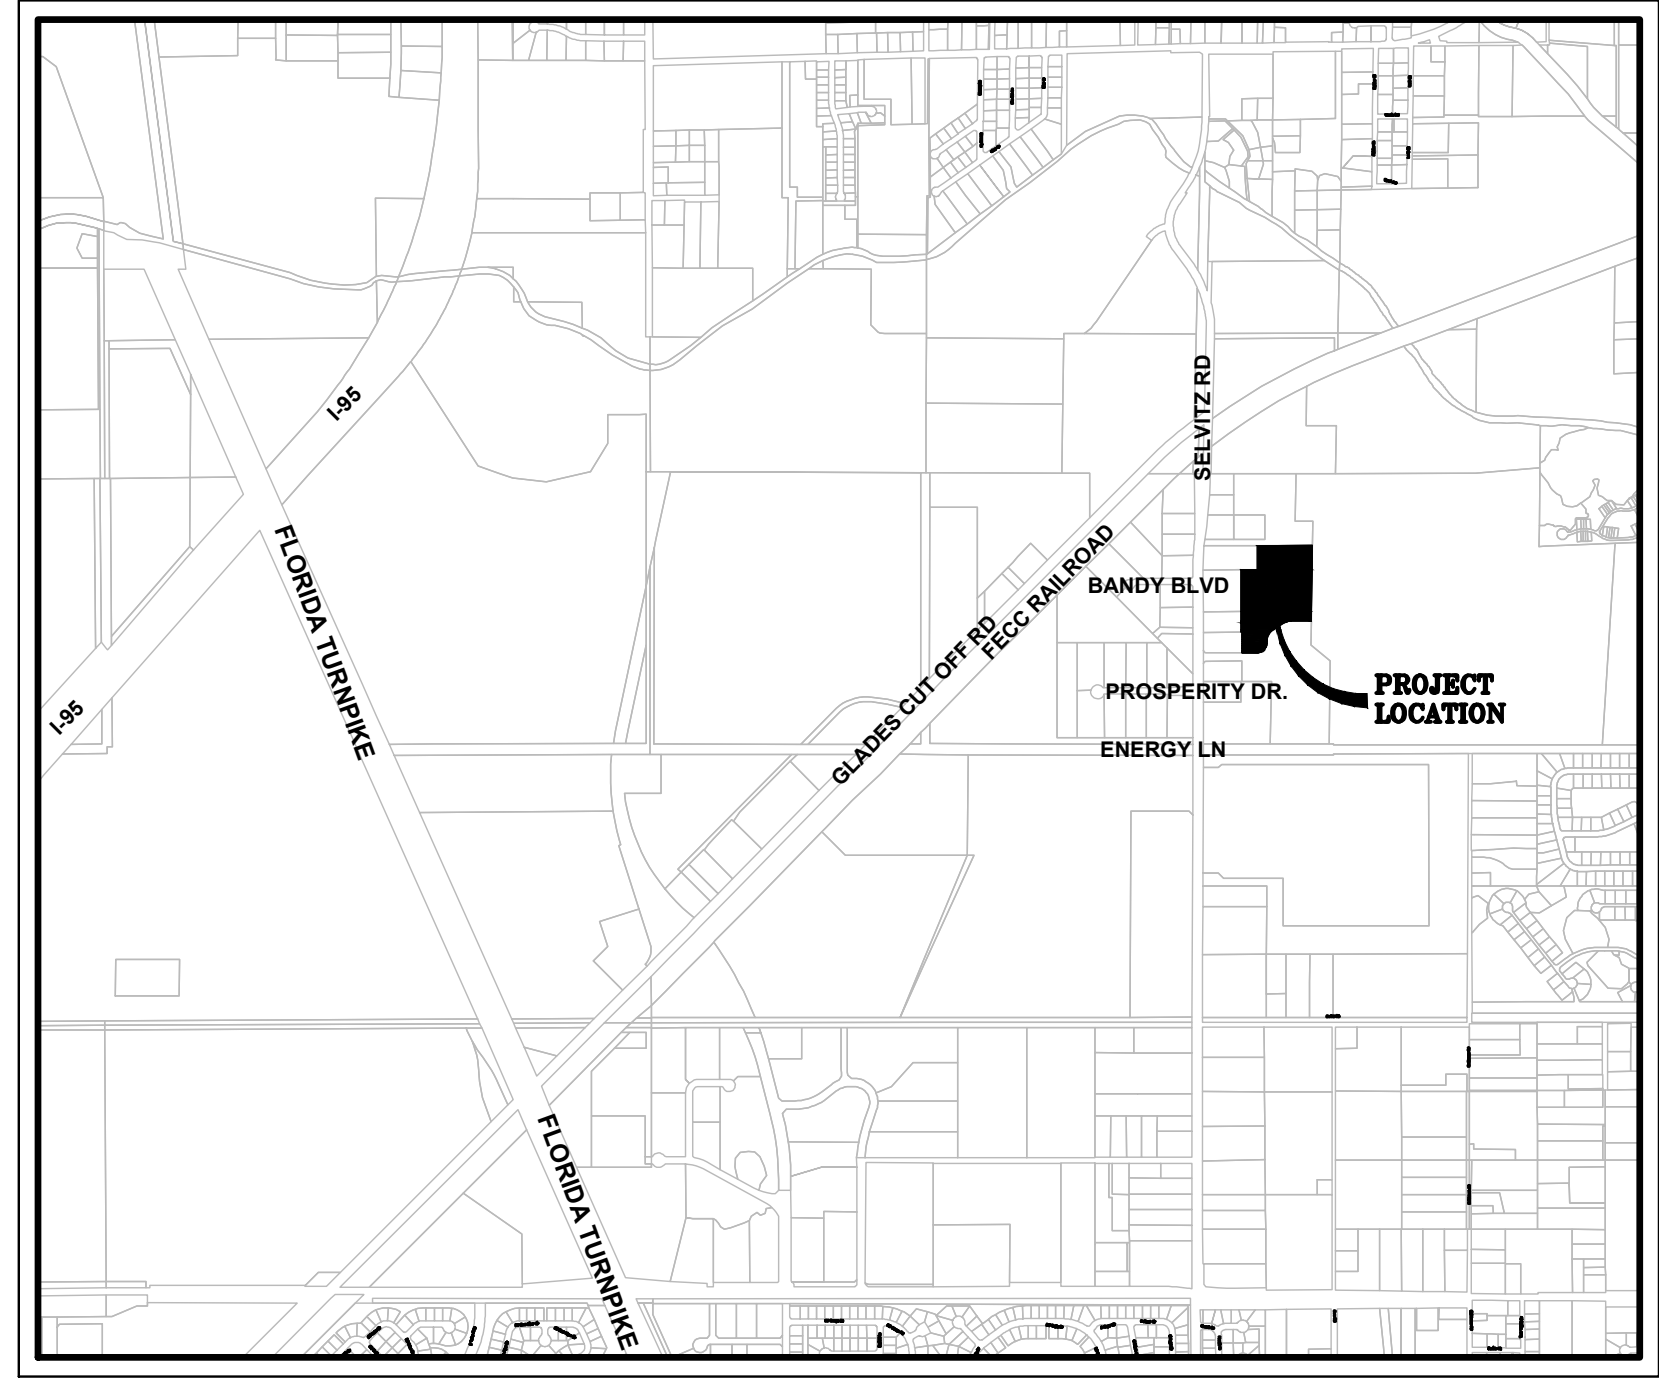 I-95
SELVITZ RD
FLORIDA TURNPIKE
FECC RAILROAD
BANDY BLVD
GLADES CUT OFF RD
PROSPERITY DR.
PROJECT
LOCATION
I-95
ENERGY LN
FLORIDA TURNPIKE